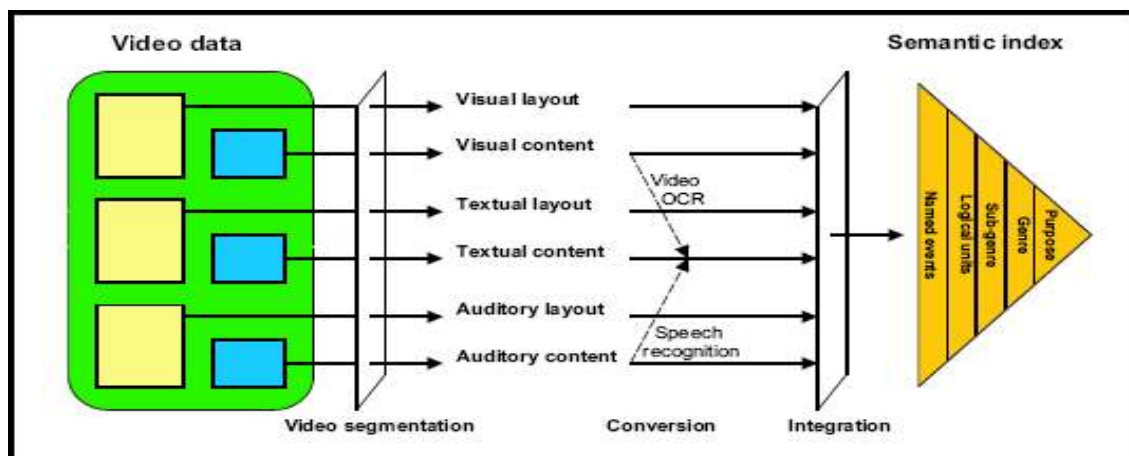 Video data
Semantic index
Visual layout
Visual content
Video
OCR
Textual layout
Textual content
Auditory layout
Speech
recognition
Auditory content
Named events
Logical units
Sub-genre
Genre
Purpose
Video segmentation
Conversion
Integration